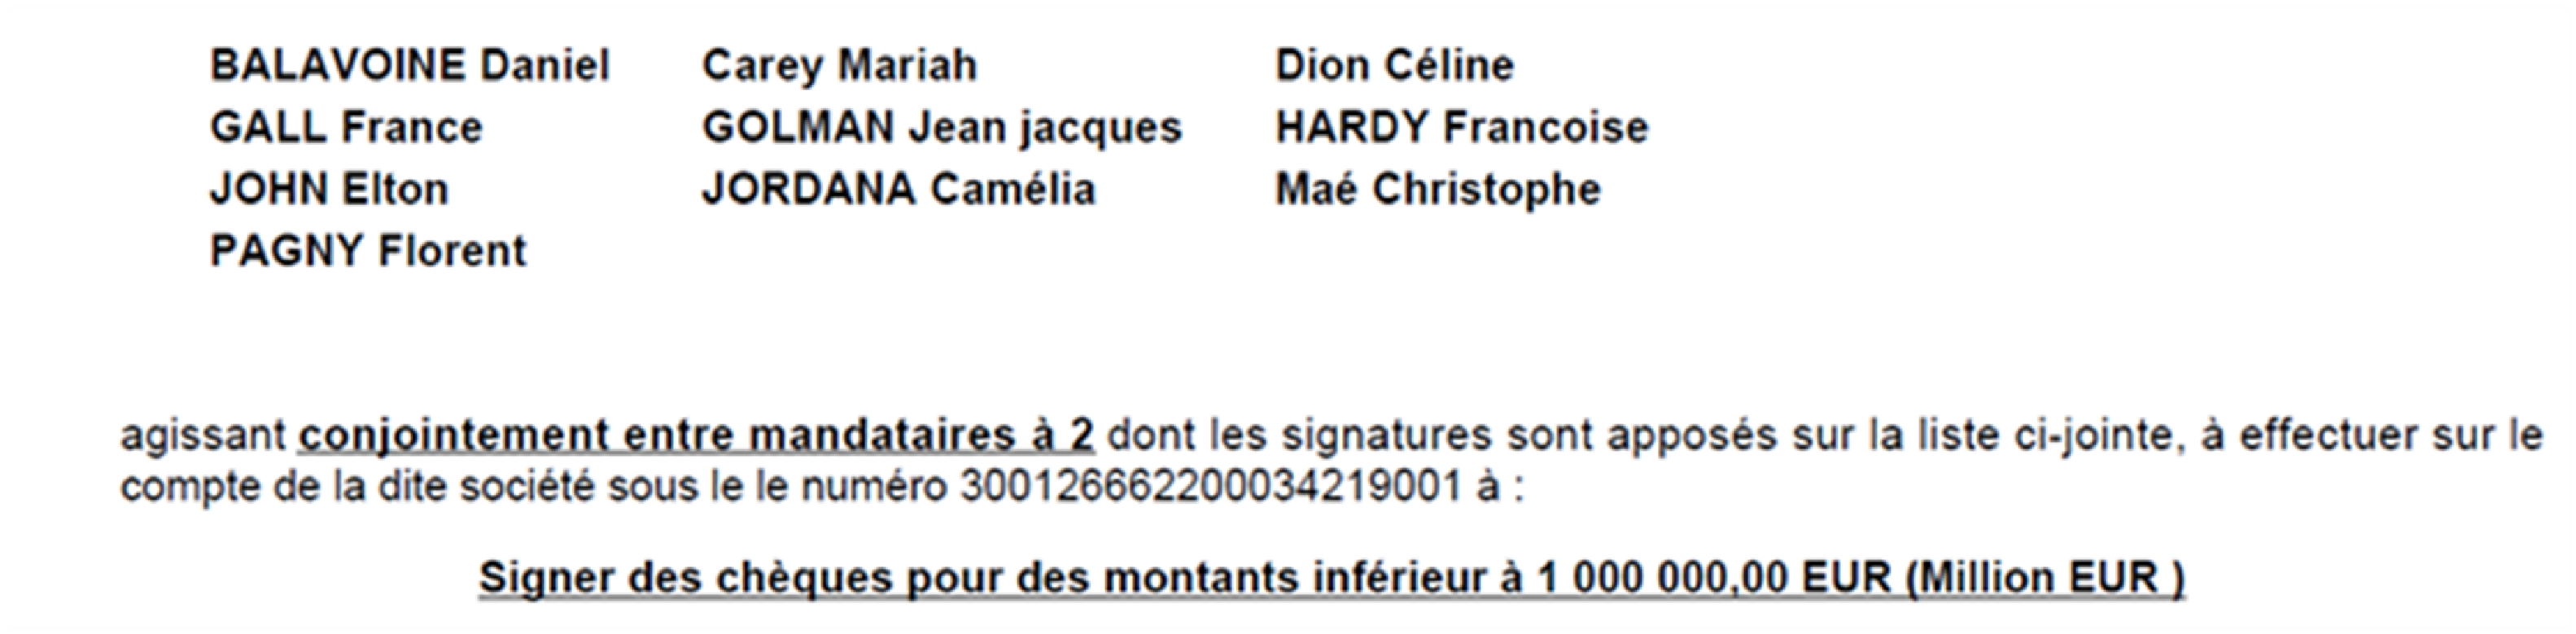 BALAVOINE Daniel Carey Mariah Dion Céline
GALL France GOLMAN Jean jacques HARDY Francoise
JOHN Elton JORDANA Camélia Maé Christophe
PAGNY Florent
agissant conjointement entre mandataires à 2 dont les signatures sont apposés sur la liste ci-jointe, à effectuer sur le
compte de la dite société sous le le numéro 300126662200034219001 à :
Signer des chèques pour des montants inférieur à 1 000 000,00 EUR (Million EUR )